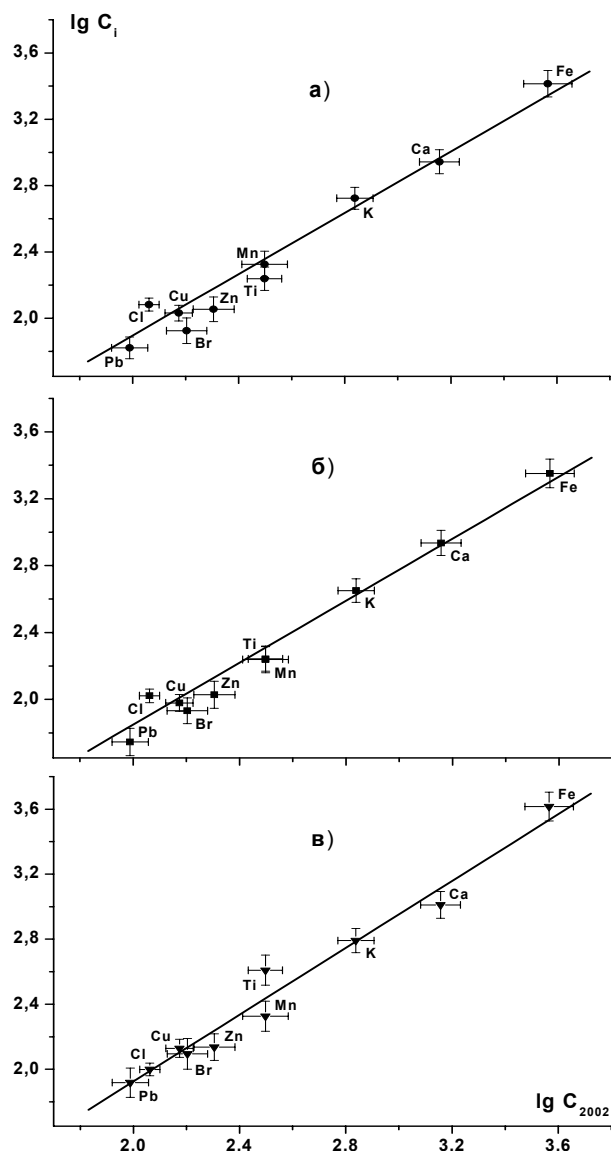 lg C_i
3,6
Fe
а)
3,2
Ca
2,8
K
Mn
2,4
Ti
Cl
Cu
Zn
2,0
Br
Pb
3,6
б)
3,2
Fe
Ca
2,8
K
2,4
Ti
Mn
Cu
Zn
2,0
Cl
Br
Pb
3,6
Fe
в)
3,2
Ca
2,8
K
Ti
2,4
Mn
Cu
Zn
Cl
2,0
Br
Pb
lg C_2002
2.0 2.4 2.8 3.2 3.6